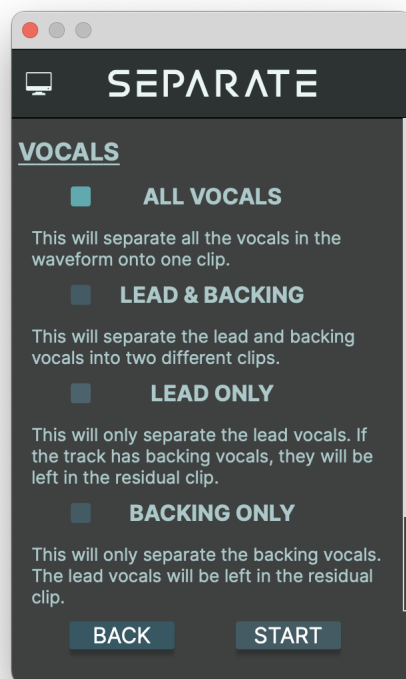 SEPARATE
VOCALS
ALL VOCALS
This will separate all the vocals in the
waveform onto one clip.
LEAD & BACKING
This will separate the lead and backing
vocals into two different clips.
LEAD ONLY
This will only separate the lead vocals. If
the track has backing vocals, they will be
left in the residual clip.
BACKING ONLY
This will only separate the backing vocals.
The lead vocals will be left in the residual
clip.
BACK START